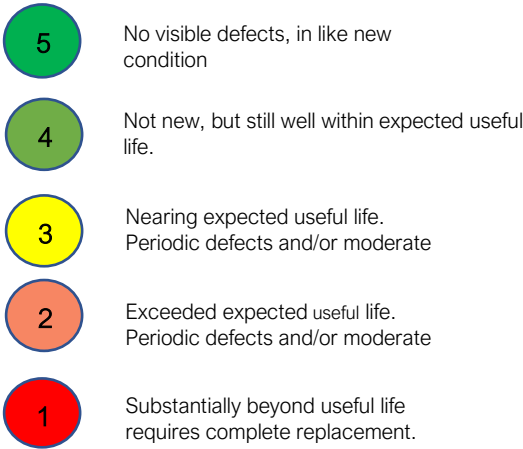 5
No visible defects, in like new
condition
4
Not new, but still well within expected useful
life.
3
Nearing expected useful life.
Periodic defects and/or moderate
2
Exceeded expected useful life.
Periodic defects and/or moderate
1
Substantially beyond useful life
requires complete replacement.